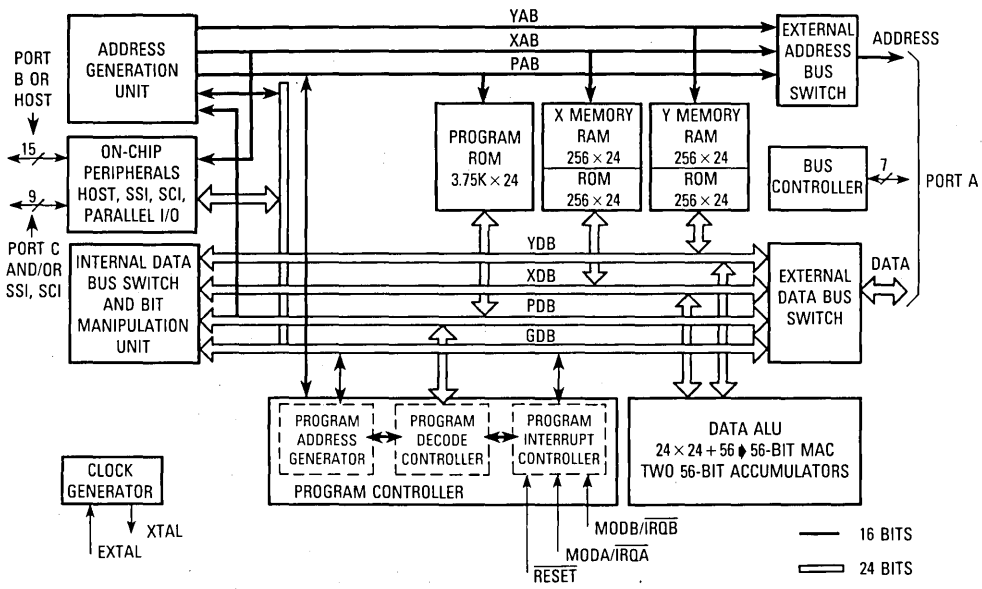 YAB
XAB
PAB
ADDRESS
GENERATION
UNIT
EXTERNAL
ADDRESS
BUS
SWITCH
ADDRESS
PORT
B OR
HOST
15
9
ON-CHIP
PERIPHERALS
HOST, SSI, SCI,
PARALLEL I/O
PROGRAM
ROM
3.75K × 24
X MEMORY
RAM
256 × 24
ROM
256 × 24
Y MEMORY
RAM
256 × 24
ROM
256 × 24
BUS
CONTROLLER
7
PORT A
PORT C
AND/OR
SSI, SCI
INTERNAL DATA
BUS SWITCH
AND BIT
MANIPULATION
UNIT
YDB
XDB
PDB
GDB
EXTERNAL
DATA BUS
SWITCH
DATA
PROGRAM
ADDRESS
GENERATOR
PROGRAM
DECODE
CONTROLLER
PROGRAM
INTERRUPT
CONTROLLER
PROGRAM CONTROLLER
DATA ALU
24 × 24 + 56 ➧ 56-BIT MAC
TWO 56-BIT ACCUMULATORS
CLOCK
GENERATOR
XTAL
EXTAL
MODB/IRQB
MODA/IRQA
RESET
16 BITS
24 BITS